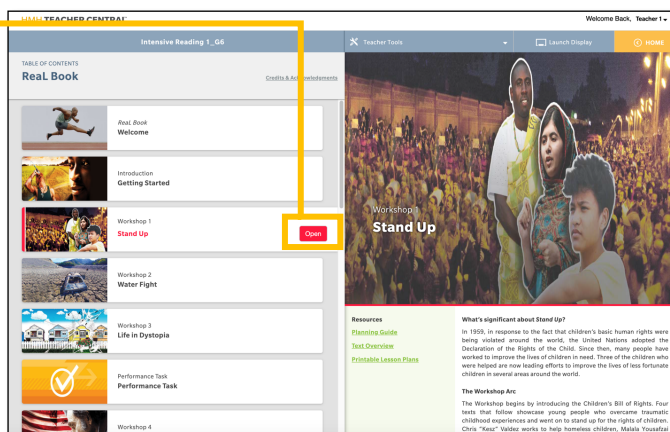 HMH TEACHER CENTRAL
Welcome Back, Teacher 1
Intensive Reading 1_G6
Teacher Tools
Launch Display
HOME
TABLE OF CONTENTS
ReaL Book
Credits & Acknowledgements
ReaL Book
Welcome
Introduction
Getting Started
Workshop 1
Stand Up
Open
Workshop 2
Water Fight
Workshop 3
Life in Dystopia
Performance Task
Performance Task
Workshop 4
Workshop 1
Stand Up
Resources
Planning Guide
Text Overview
Printable Lesson Plans
What's significant about Stand Up?
In 1959, in response to the fact that children's basic human rights were
being violated around the world, the United Nations adopted the
Declaration of the Rights of the Child. Since then, many people have
worked to improve the lives of children in need. Three of the children who
were helped are now leading efforts to improve the lives of less fortunate
children in several areas around the world.
The Workshop Arc
The Workshop begins by introducing the Children's Bill of Rights. Four
texts that follow showcase young people who overcame traumatic
childhood experiences and went on to stand up for the rights of children.
Chris "Kesz" Valdez works to help homeless children, Malala Yousafzai